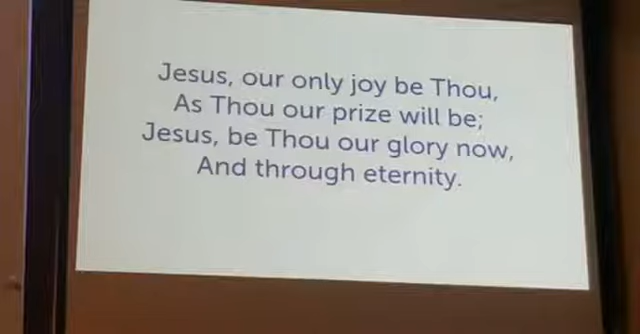 Jesus, our only joy be Thou,
As Thou our prize will be;
Jesus, be Thou our glory now,
And through eternity.